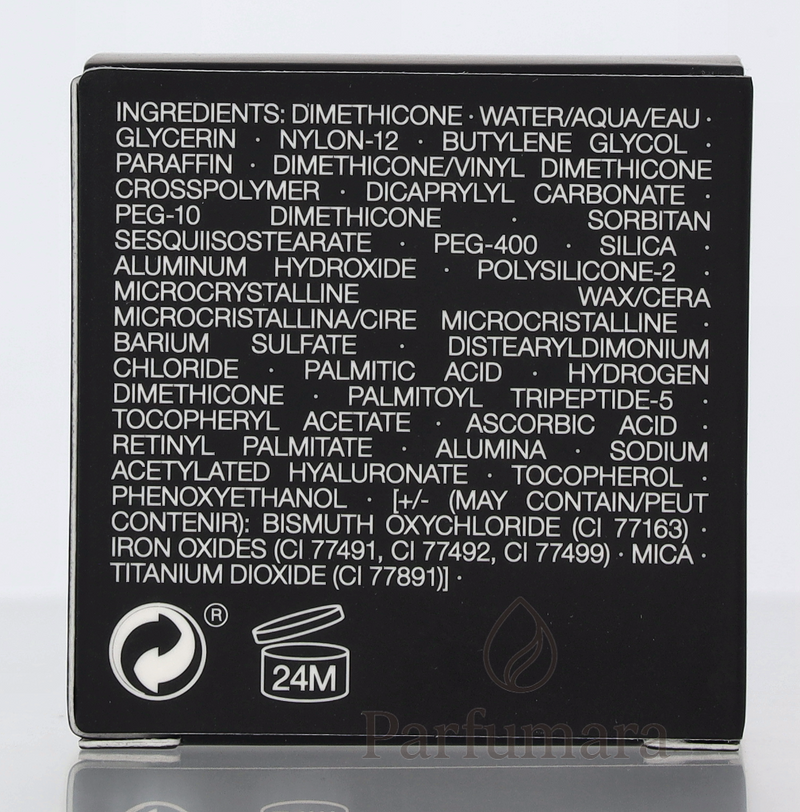 INGREDIENTS: DIMETHICONE · WATER/AQUA/EAU ·
GLYCERIN · NYLON-12 · BUTYLENE GLYCOL ·
PARAFFIN · DIMETHICONE/VINYL DIMETHICONE
CROSSPOLYMER · DICAPRYLYL CARBONATE ·
PEG-10 DIMETHICONE · SORBITAN
SESQUIISOSTEARATE · PEG-400 · SILICA ·
ALUMINUM HYDROXIDE · POLYSILICONE-2 ·
MICROCRYSTALLINE WAX/CERA
MICROCRISTALLINA/CIRE MICROCRISTALLINE ·
BARIUM SULFATE · DISTEARYLDIMONIUM
CHLORIDE · PALMITIC ACID · HYDROGEN
DIMETHICONE · PALMITOYL TRIPEPTIDE-5 ·
TOCOPHERYL ACETATE · ASCORBIC ACID ·
RETINYL PALMITATE · ALUMINA · SODIUM
ACETYLATED HYALURONATE · TOCOPHEROL ·
PHENOXYETHANOL · [+/- (MAY CONTAIN/PEUT
CONTENIR): BISMUTH OXYCHLORIDE (CI 77163) ·
IRON OXIDES (CI 77491, CI 77492, CI 77499) · MICA ·
TITANIUM DIOXIDE (CI 77891)] ·
®
24M
Parfumara